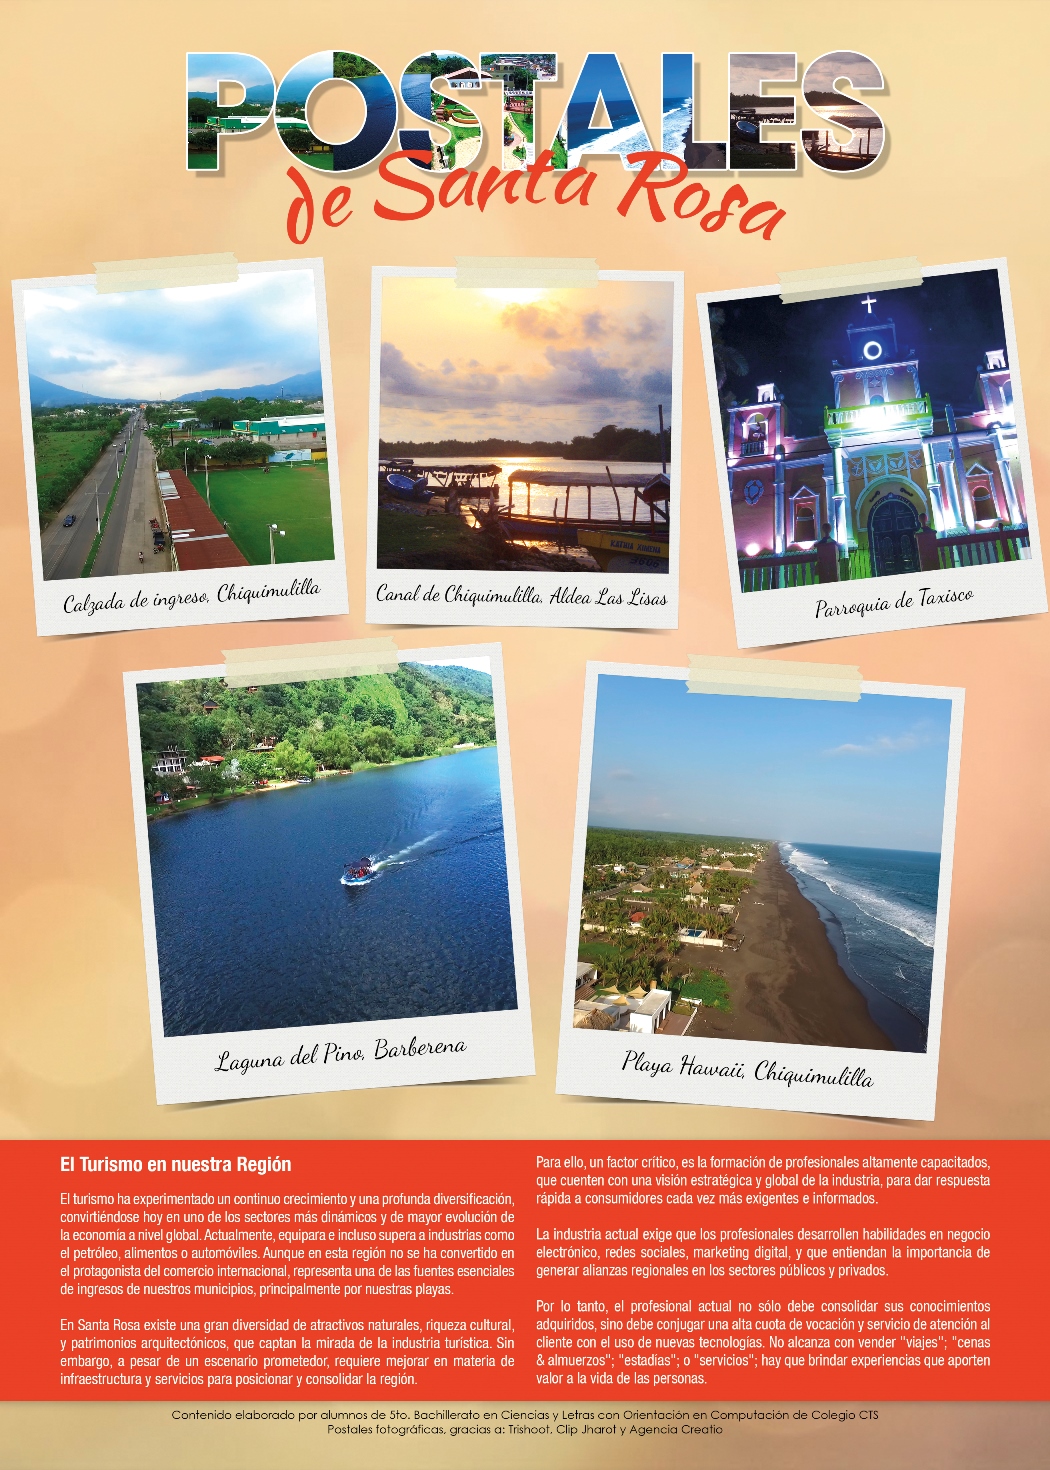 POSTALES
de Santa Rosa
Calzada de ingreso, Chiquimulilla
Canal de Chiquimulilla, Aldea Las Lisas
KATHIA XIMENA
Parroquia de Taxisco
Laguna del Pino, Barberena
Playa Hawaii, Chiquimulilla
El Turismo en nuestra Región
El turismo ha experimentado un continuo crecimiento y una profunda diversificación,
convirtiéndose hoy en uno de los sectores más dinámicos y de mayor evolución de
la economía a nivel global. Actualmente, equipara e incluso supera a industrias como
el petróleo, alimentos o automóviles. Aunque en esta región no se ha convertido en
el protagonista del comercio internacional, representa una de las fuentes esenciales
de ingresos de nuestros municipios, principalmente por nuestras playas.
En Santa Rosa existe una gran diversidad de atractivos naturales, riqueza cultural,
y patrimonios arquitectónicos, que captan la mirada de la industria turística. Sin
embargo, a pesar de un escenario prometedor, requiere mejorar en materia de
infraestructura y servicios para posicionar y consolidar la región.
Para ello, un factor crítico, es la formación de profesionales altamente capacitados,
que cuenten con una visión estratégica y global de la industria, para dar respuesta
rápida a consumidores cada vez más exigentes e informados.
La industria actual exige que los profesionales desarrollen habilidades en negocio
electrónico, redes sociales, marketing digital, y que entiendan la importancia de
generar alianzas regionales en los sectores públicos y privados.
Por lo tanto, el profesional actual no sólo debe consolidar sus conocimientos
adquiridos, sino debe conjugar una alta cuota de vocación y servicio de atención al
cliente con el uso de nuevas tecnologías. No alcanza con vender "viajes"; "cenas
& almuerzos"; "estadías"; o "servicios"; hay que brindar experiencias que aporten
valor a la vida de las personas.
Contenido elaborado por alumnos de 5to. Bachillerato en Ciencias y Letras con Orientación en Computación de Colegio CTS
Postales fotográficas, gracias a: Trishoot, Clip Jharot y Agencia Creatio